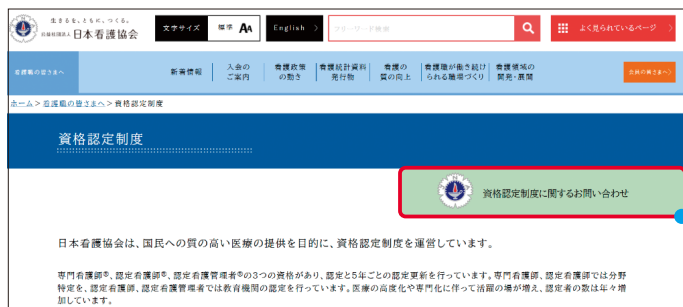 生きるを、ともに、つくる。
公益社団法人 日本看護協会
文字サイズ 標準 AA
English >
フリーワード検索
よく見られているページ
看護職の皆さまへ
新着情報
入会の
ご案内
看護政策
の動き
看護統計資料
発行物
看護の
質の向上
看護職が働き続け
られる職場づくり
看護領域の
開発・展開
会員の皆さまへ
ホーム > 看護職の皆さまへ > 資格認定制度
資格認定制度
資格認定制度に関するお問い合わせ
日本看護協会は、国民への質の高い医療の提供を目的に、資格認定制度を運営しています。
専門看護師®、認定看護師®、認定看護管理者®の3つの資格があり、認定と5年ごとの認定更新を行っています。専門看護師、認定看護師では分野
特定を、認定看護師、認定看護管理者では教育機関の認定を行っています。医療の高度化や専門化に伴って活躍の場が増え、認定者の数は年々増
加しています。